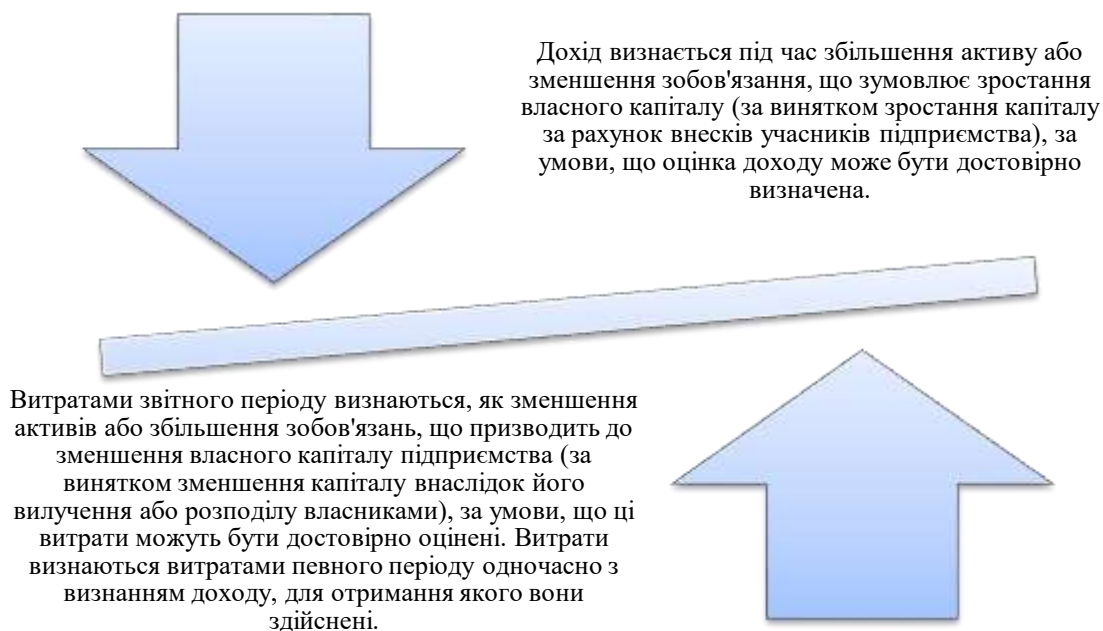 Дохід визнається під час збільшення активу або
зменшення зобов'язання, що зумовлює зростання
власного капіталу (за винятком зростання капіталу
за рахунок внесків учасників підприємства), за
умови, що оцінка доходу може бути достовірно
визначена.
Витратами звітного періоду визнаються, як зменшення
активів або збільшення зобов'язань, що призводить до
зменшення власного капіталу підприємства (за
винятком зменшення капіталу внаслідок його
вилучення або розподілу власниками), за умови, що ці
витрати можуть бути достовірно оцінені. Витрати
визнаються витратами певного періоду одночасно з
визнанням доходу, для отримання якого вони
здійснені.